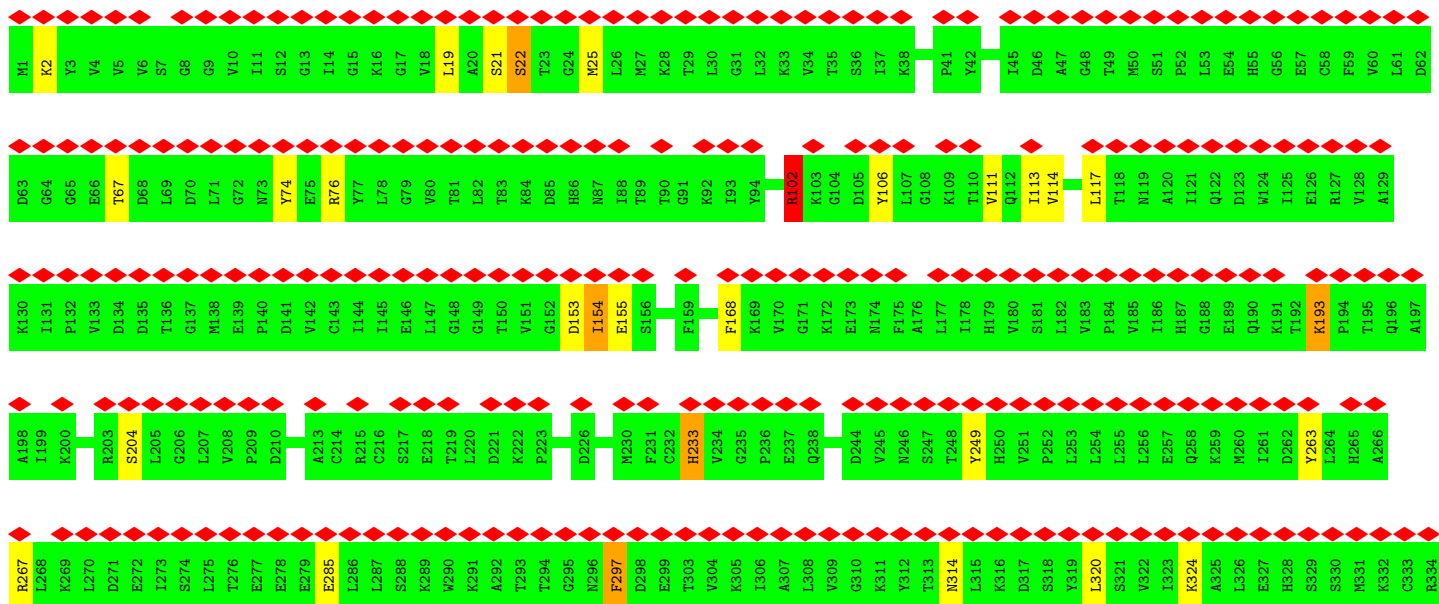 M1 K2 Y3 V4 V5 V6 S7 G8 G9 V10 I11 S12 G13 I14 G15 K16 G17 V18 L19 A20 S21 S22 T23 G24 M25 L26 M27 K28 T29 L30 G31 L32 K33 V34 T35 S36 I37 K38 P41 Y42 I45 D46 A47 G48 T49 M50 S51 P52 L53 E54 H55 G56 E57 C58 F59 V60 L61 D62
D63 G64 G65 E66 T67 D68 L69 D70 L71 G72 N73 Y74 E75 R76 Y77 L78 G79 V80 T81 L82 T83 K84 D85 H86 N87 I88 T89 T90 G91 K92 I93 Y94 R102 K103 G104 D105 Y106 L107 G108 K109 T110 V111 Q112 I113 V114 L117 T118 N119 A120 I121 Q122 D123 W124 I125 E126 R127 V128 A129
K130 I131 P132 V133 D134 D135 T136 G137 M138 E139 P140 D141 V142 C143 I144 I145 E146 L147 G148 G149 T150 V151 G152 D153 I154 E155 S156 F159 F168 K169 V170 G171 K172 E173 N174 F175 A176 L177 I178 H179 V180 S181 L182 V183 P184 V185 I186 H187 G188 E189 Q190 K191 T192 K193 P194 T195 Q196 A197
A198 I199 K200 R203 S204 L205 G206 L207 V208 P209 D210 A213 C214 R215 C216 S217 E218 T219 L220 D221 K222 P223 D226 M230 F231 C232 H233 V234 G235 P236 E237 Q238 D244 V245 N246 S247 T248 Y249 H250 V251 P252 L253 L254 L255 L256 E257 Q258 K259 M260 I261 D262 Y263 L264 H265 A266
R267 L268 K269 L270 D271 E272 I273 S274 L275 T276 E277 E278 E279 E285 L286 L287 S288 K289 W290 K291 A292 T293 T294 G295 N296 F297 D298 E299 T303 V304 K305 I306 A307 L308 V309 G310 K311 Y312 T313 N314 L315 K316 D317 S318 Y319 L320 S321 V322 I323 K324 A325 L326 E327 H328 S329 S330 M331 K332 C333 R334